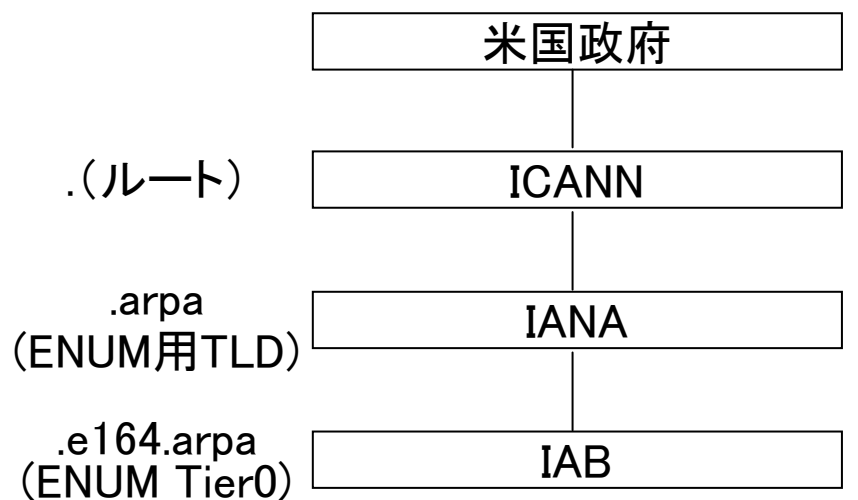 米国政府
.(ルート)
ICANN
.arpa
(ENUM用TLD)
IANA
.e164.arpa
(ENUM Tier0)
IAB